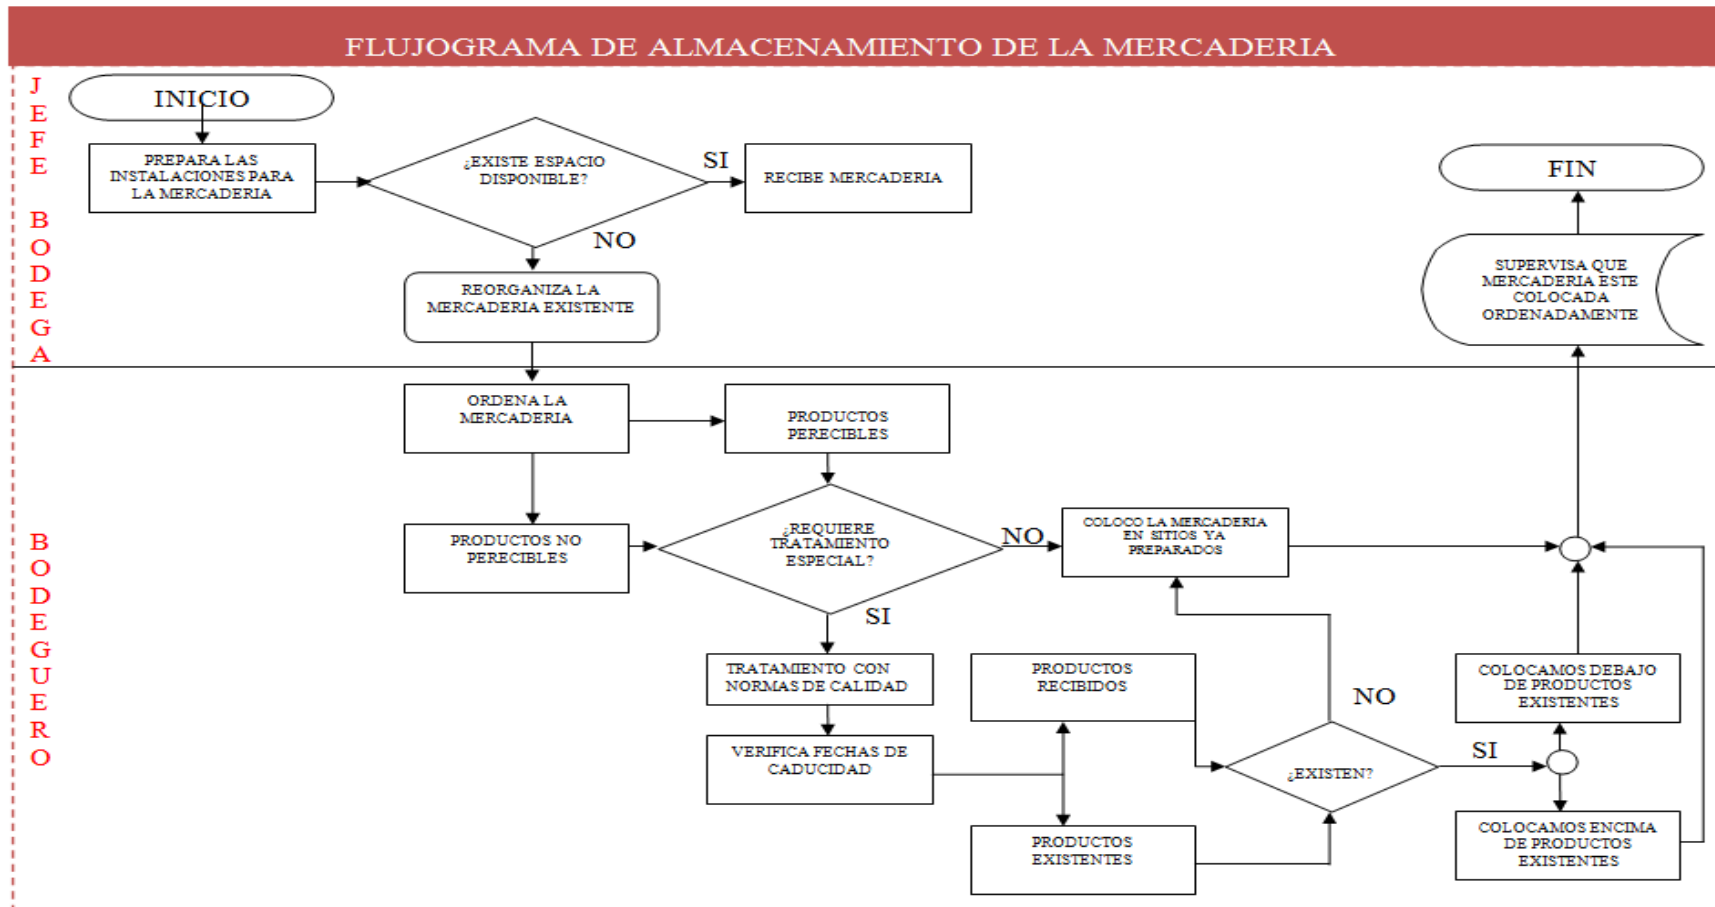 FLUJOGRAMA DE ALMACENAMIENTO DE LA MERCADERIA
JEFE BODEGA
INICIO
PREPARA LAS
INSTALACIONES PARA
LA MERCADERIA
¿EXISTE ESPACIO
DISPONIBLE?
SI
RECIBE MERCADERIA
NO
REORGANIZA LA
MERCADERIA EXISTENTE
FIN
SUPERVISA QUE
MERCADERIA ESTE
COLOCADA
ORDENADAMENTE
BODEGUERO
ORDENA LA
MERCADERIA
PRODUCTOS
PERECIBLES
PRODUCTOS NO
PERECIBLES
¿REQUIERE
TRATAMIENTO
ESPECIAL?
NO
COLOCO LA MERCADERIA
EN SITIOS YA
PREPARADOS
SI
TRATAMIENTO CON
NORMAS DE CALIDAD
VERIFICA FECHAS DE
CADUCIDAD
PRODUCTOS
RECIBIDOS
PRODUCTOS
EXISTENTES
NO
¿EXISTEN?
SI
COLOCAMOS DEBAJO
DE PRODUCTOS
EXISTENTES
COLOCAMOS ENCIMA
DE PRODUCTOS
EXISTENTES